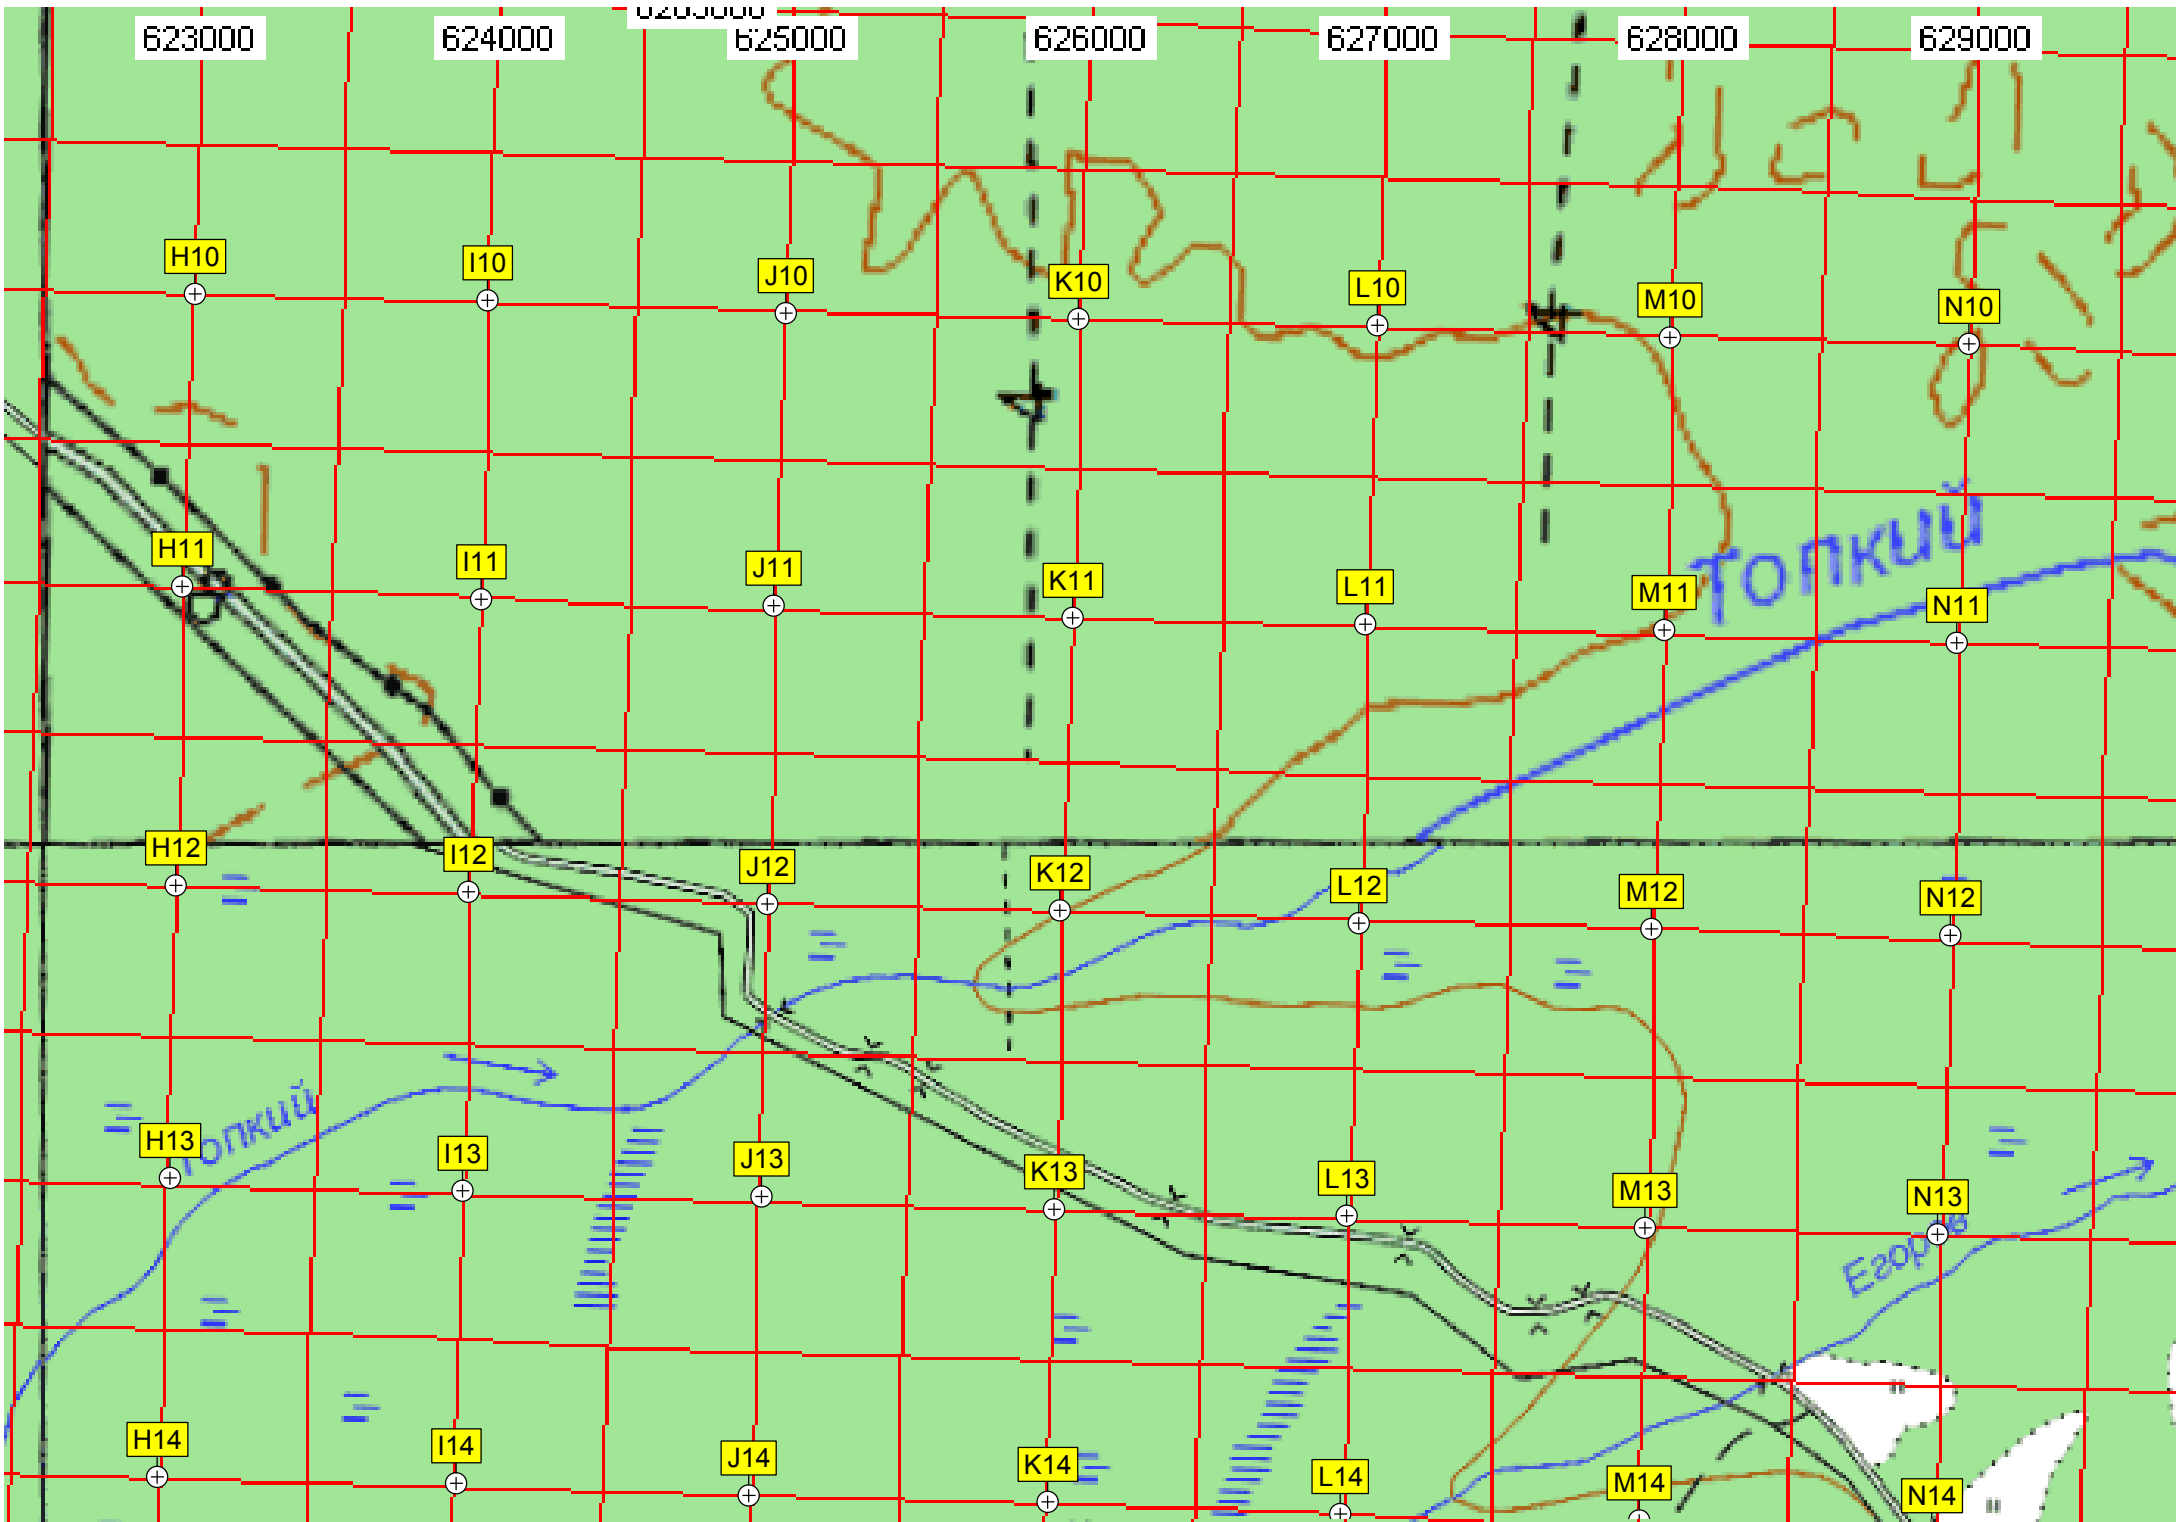 623000 624000 625000 626000 627000 628000 629000
H10 I10 J10 K10 L10 M10 N10
Топкий
H11 I11 J11 K11 L11 M11 N11
H12 I12 J12 K12 L12 M12 N12
Топкий
H13 I13 J13 K13 L13 M13 N13
H14 I14 J14 K14 L14 M14 N14